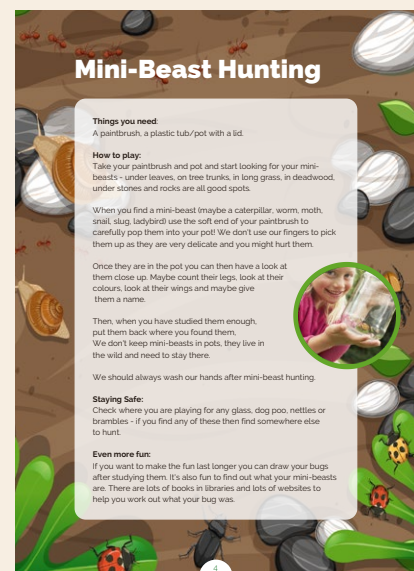 Mini-Beast Hunting
Things you need:
A paintbrush, a plastic tub/pot with a lid.
How to play:
Take your paintbrush and pot and start looking for your mini-
beasts - under leaves, on tree trunks, in long grass, in deadwood,
under stones and rocks are all good spots.
When you find a mini-beast (maybe a caterpillar, worm, moth,
snail, slug, ladybird) use the soft end of your paintbrush to
carefully pop them into your pot! We don't use our fingers to pick
them up as they are very delicate and you might hurt them.
Once they are in the pot you can then have a look at
them close up. Maybe count their legs, look at their
colours, look at their wings and maybe give
them a name.
Then, when you have studied them enough,
put them back where you found them,
We don't keep mini-beasts in pots, they live in
the wild and need to stay there.
We should always wash our hands after mini-beast hunting.
Staying Safe:
Check where you are playing for any glass, dog poo, nettles or
brambles - if you find any of these then find somewhere else
to hunt.
Even more fun:
If you want to make the fun last longer you can draw your bugs
after studying them. It's also fun to find out what your mini-beasts
are. There are lots of books in libraries and lots of websites to
help you work out what your bug was.
4